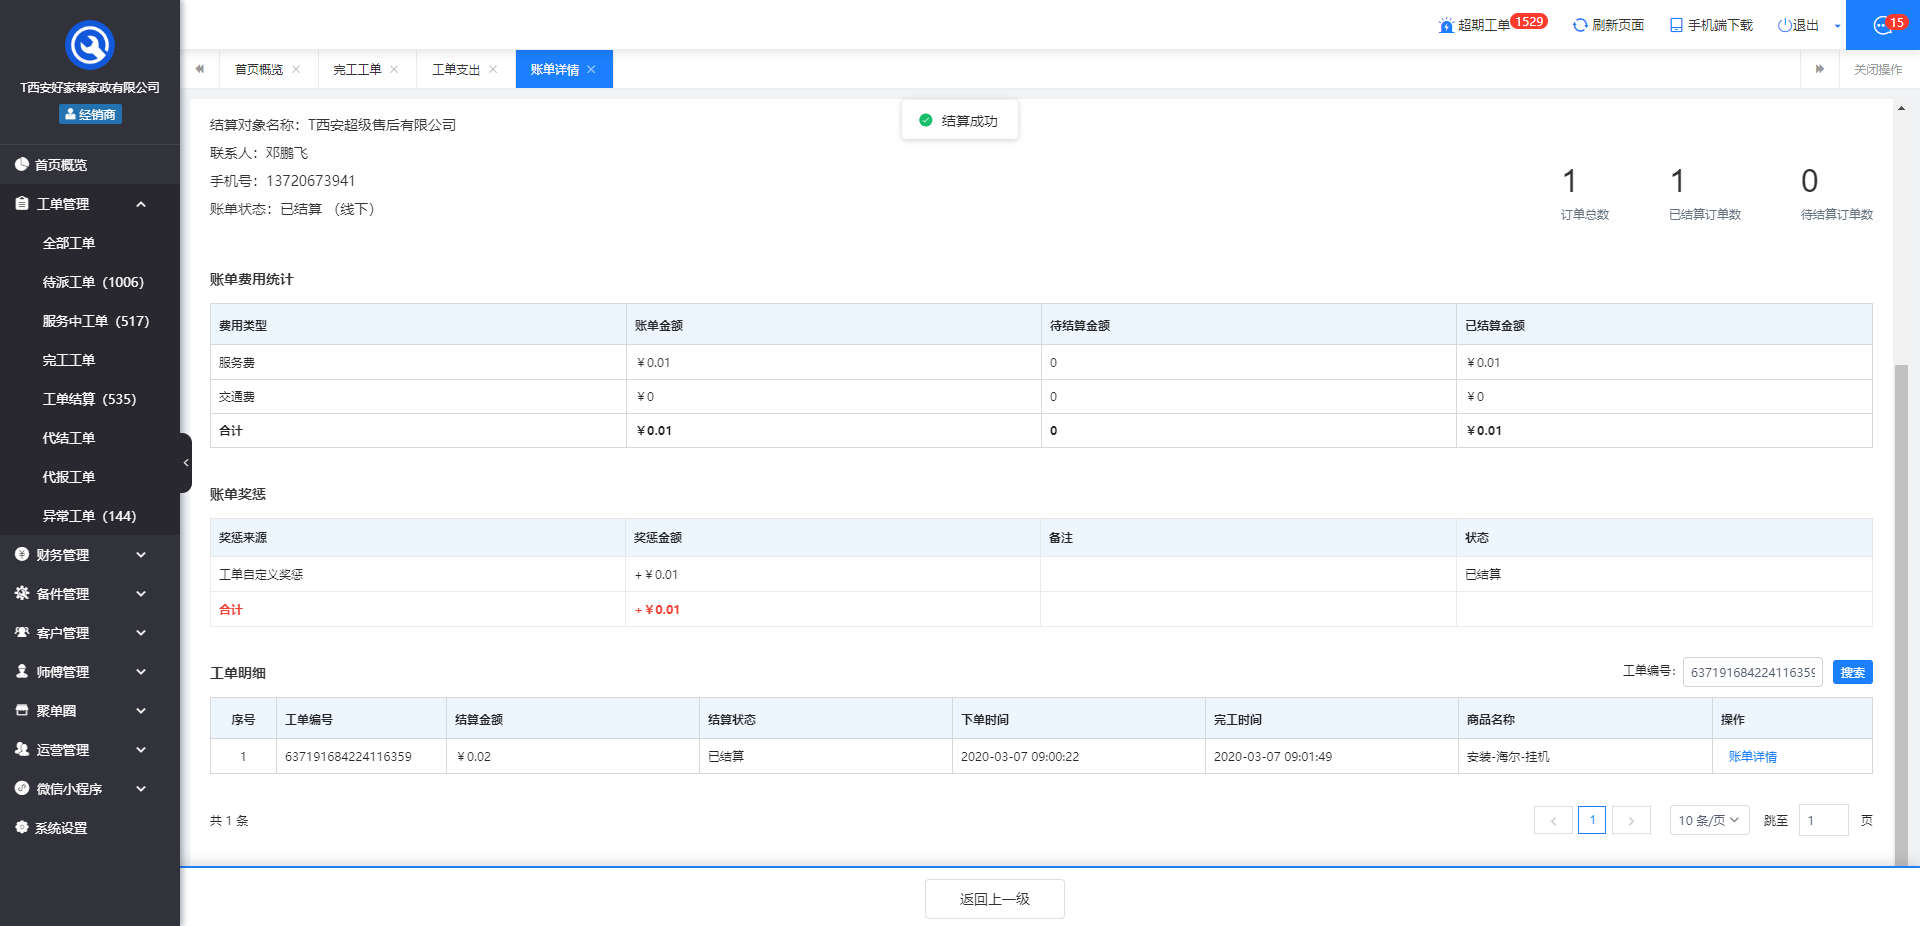 超期工单 1529
刷新页面
手机端下载
退出
15
T西安好家帮家政有限公司
经销商
首页概览
工单管理
全部工单
待派工单（1006）
服务中工单（517）
完工工单
工单结算（535）
代结工单
代报工单
异常工单（144）
财务管理
备件管理
客户管理
师傅管理
聚单圈
运营管理
微信小程序
系统设置
首页概览 完工工单 工单支出 账单详情 关闭操作
结算成功
结算对象名称：T西安超级售后有限公司
联系人：邓鹏飞
手机号：13720673941
账单状态：已结算 （线下）
1 1 0
订单总数 已结算订单数 待结算订单数
账单费用统计
费用类型 账单金额 待结算金额 已结算金额
服务费 ￥0.01 0 ￥0.01
交通费 ￥0 0 ￥0
合计 ￥0.01 0 ￥0.01
账单奖惩
奖惩来源 奖惩金额 备注 状态
工单自定义奖惩 +￥0.01 已结算
合计 +￥0.01
工单明细 工单编号： 637191684224116359 搜索
序号 工单编号 结算金额 结算状态 下单时间 完工时间 商品名称 操作
1 637191684224116359 ￥0.02 已结算 2020-03-07 09:00:22 2020-03-07 09:01:49 安装-海尔-挂机 账单详情
共 1 条 1 10 条/页 跳至 1 页
返回上一级